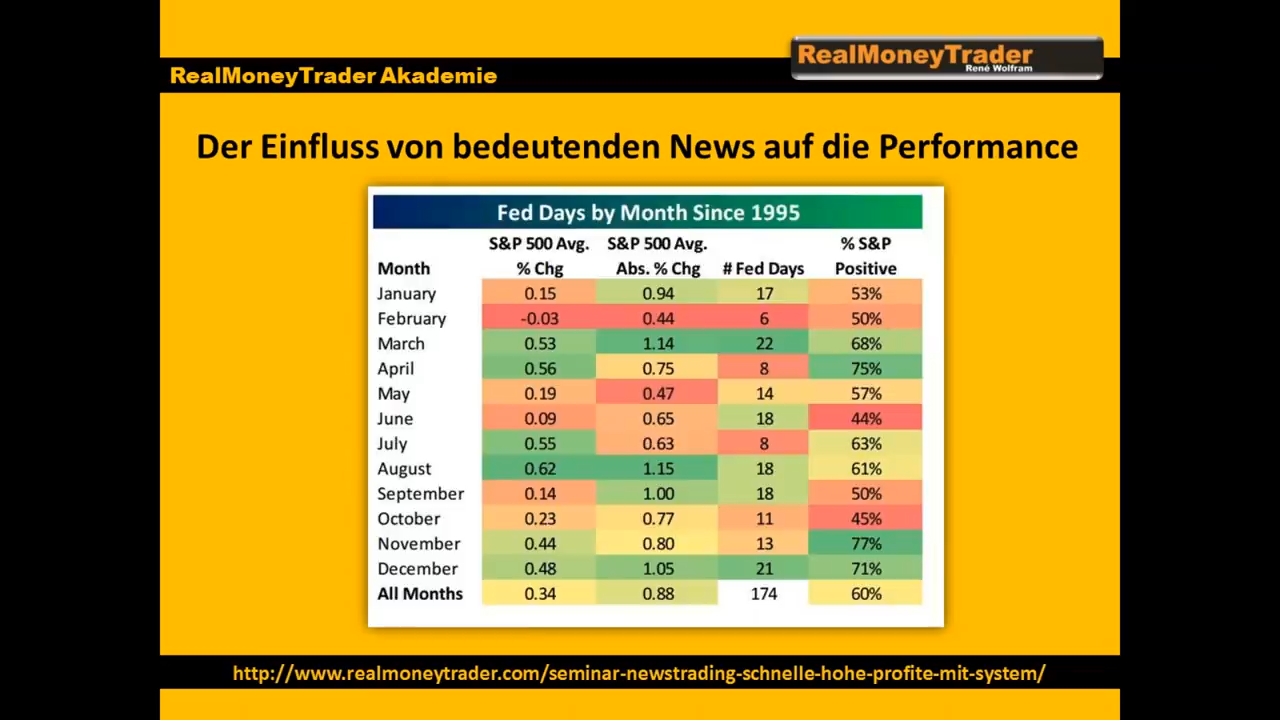 RealMoneyTrader Akademie
RealMoneyTrader
René Wolfram
Der Einfluss von bedeutenden News auf die Performance
Fed Days by Month Since 1995
S&P 500 Avg. S&P 500 Avg. % S&P
Month % Chg Abs. % Chg # Fed Days Positive
January 0.15 0.94 17 53%
February -0.03 0.44 6 50%
March 0.53 1.14 22 68%
April 0.56 0.75 8 75%
May 0.19 0.47 14 57%
June 0.09 0.65 18 44%
July 0.55 0.63 8 63%
August 0.62 1.15 18 61%
September 0.14 1.00 18 50%
October 0.23 0.77 11 45%
November 0.44 0.80 13 77%
December 0.48 1.05 21 71%
All Months 0.34 0.88 174 60%
http://www.realmoneytrader.com/seminar-newstrading-schnelle-hohe-profite-mit-system/